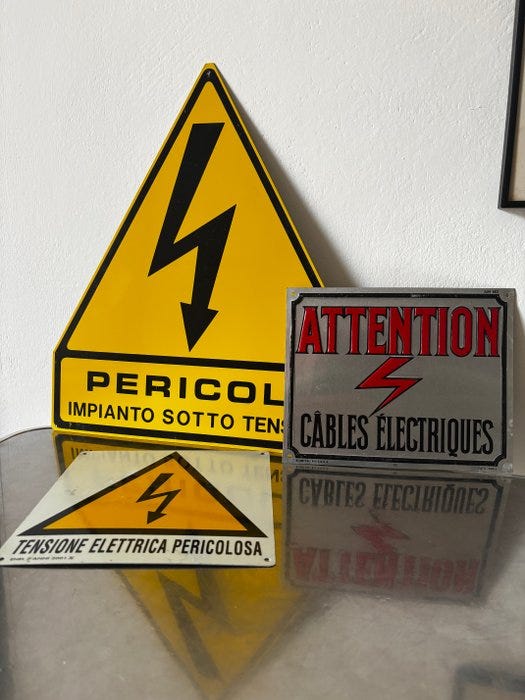 PERICOL
IMPIANTO SOTTO TENS
ATTENTION
CÂBLES ÉLECTRIQUES
TENSIONE ELETTRICA PERICOLOSA